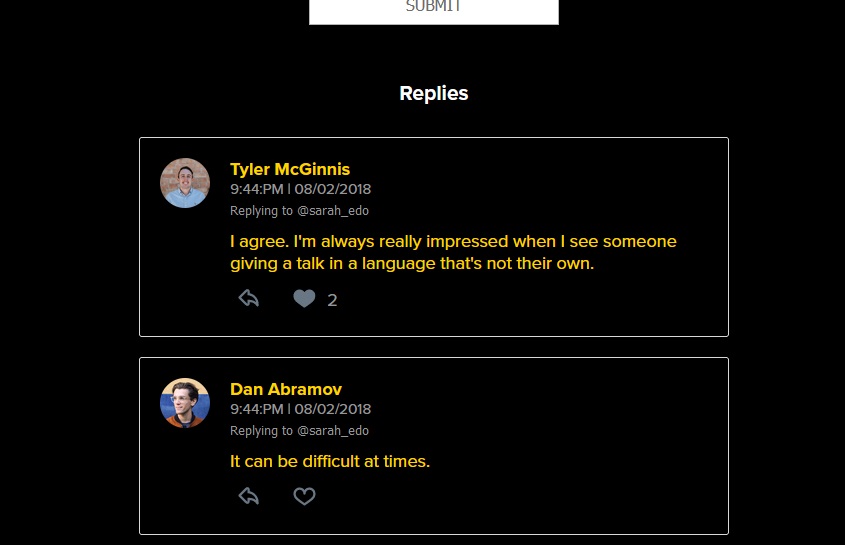 SUBMIT
Replies
Tyler McGinnis
9:44:PM | 08/02/2018
Replying to @sarah_edo
I agree. I'm always really impressed when I see someone
giving a talk in a language that's not their own.
2
Dan Abramov
9:44:PM | 08/02/2018
Replying to @sarah_edo
It can be difficult at times.